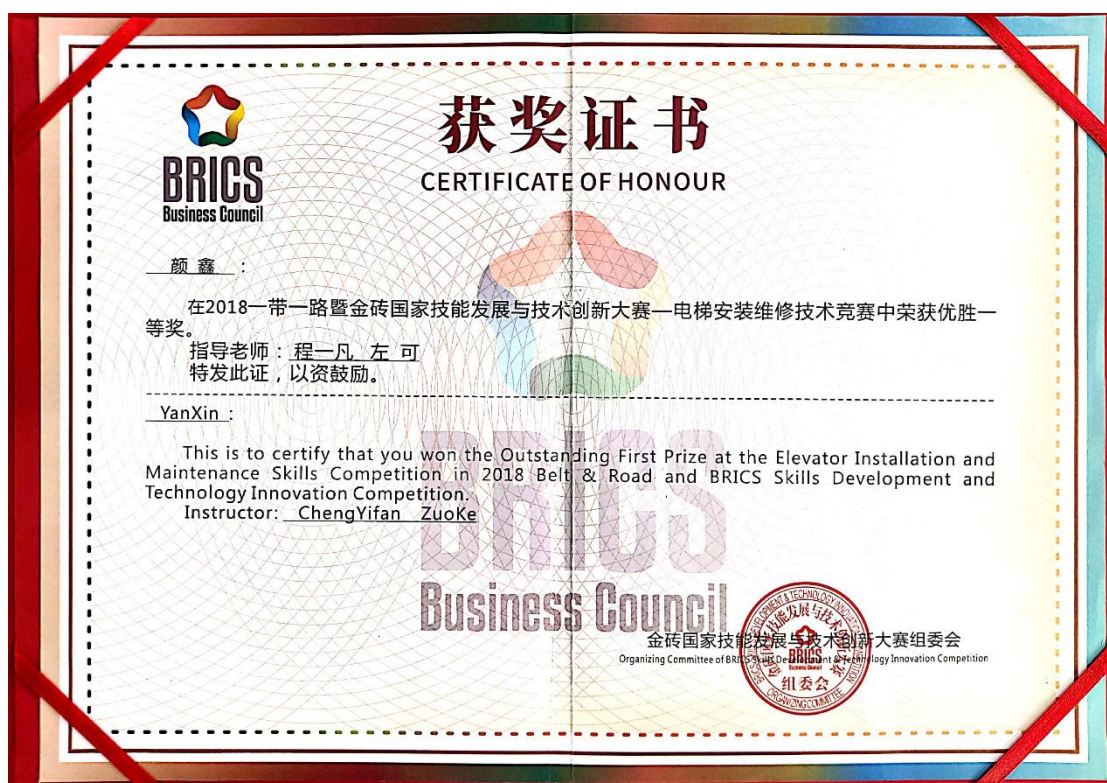 获奖证书
CERTIFICATE OF HONOUR
BRICS
Business Council
颜鑫：
在2018一带一路暨金砖国家技能发展与技术创新大赛—电梯安装维修技术竞赛中荣获优胜一
等奖。
指导老师：程一凡 左可
特发此证，以资鼓励。
YanXin：
This is to certify that you won the Outstanding First Prize at the Elevator Installation and
Maintenance Skills Competition in 2018 Belt & Road and BRICS Skills Development and
Technology Innovation Competition.
Instructor: ChengYifan ZuoKe
BRICS
Business Council
金砖国家技能发展与技术创新大赛组委会
Organizing Committee of BRICS Skills Development & Technology Innovation Competition
BRICS
组委会